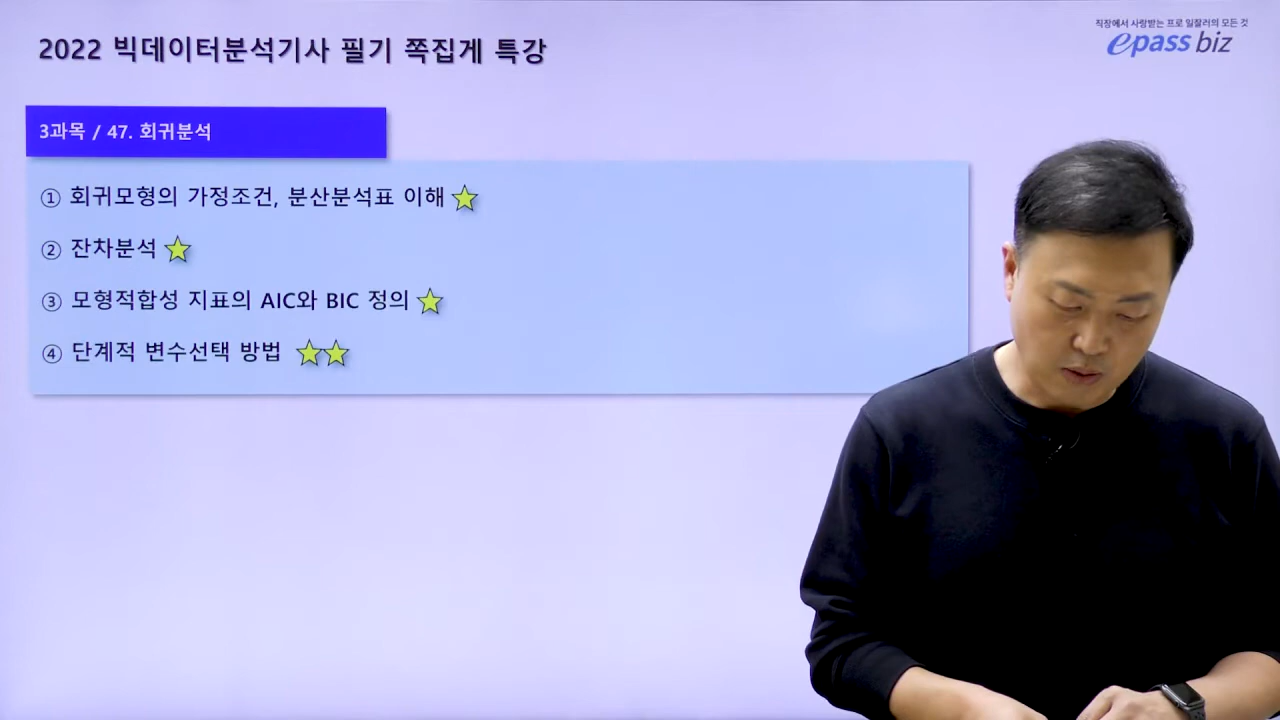 2022 빅데이터분석기사 필기 쪽집게 특강
직장에서 사랑받는 프로 일잘러의 모든 것
epass biz
3과목 / 47. 회귀분석
① 회귀모형의 가정조건, 분산분석표 이해
② 잔차분석
③ 모형적합성 지표의 AIC와 BIC 정의
④ 단계적 변수선택 방법